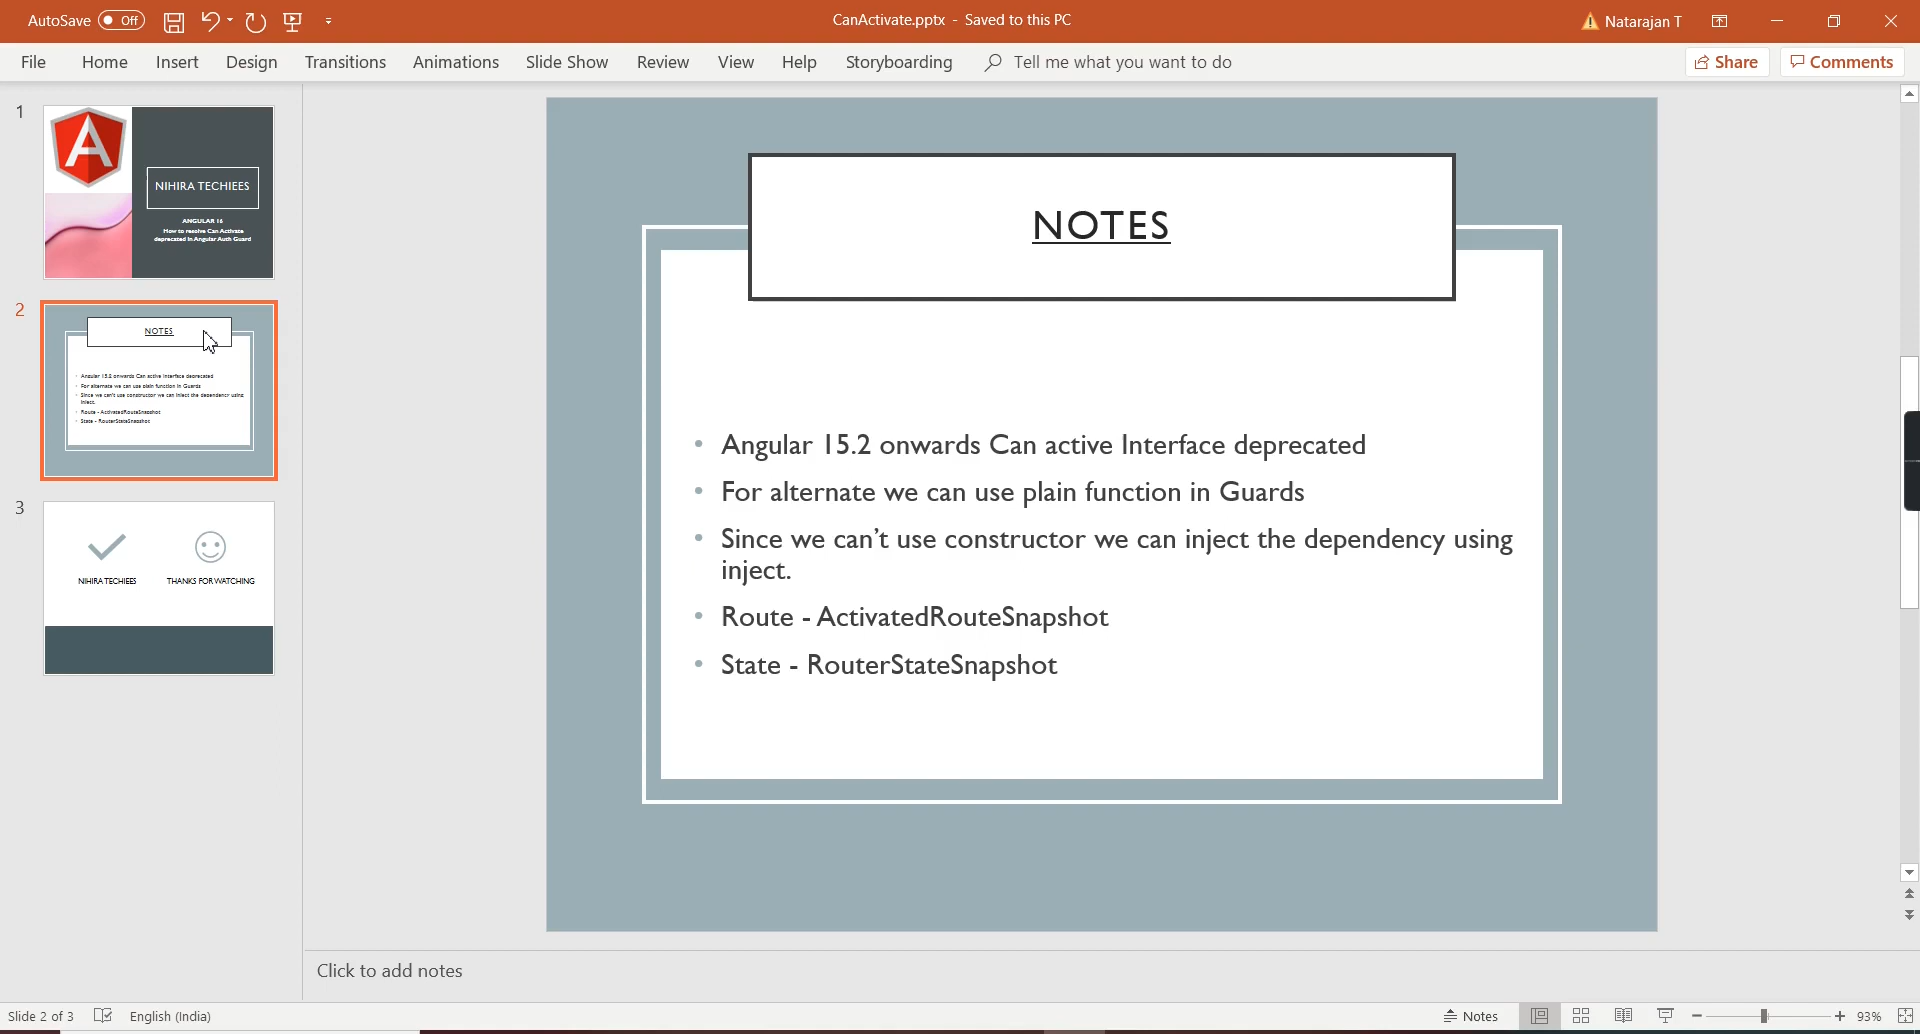 AutoSave Off
CanActivate.pptx - Saved to this PC
Natarajan T
File Home Insert Design Transitions Animations Slide Show Review View Help Storyboarding Tell me what you want to do
Share Comments
1
NIHIRA TECHIEES
ANGULAR 16
How to resolve Can Activate
deprecated in Angular Auth Guard
2
NOTES
Angular 15.2 onwards Can active Interface deprecated
For alternate we can use plain function in Guards
Since we can't use constructor we can inject the dependency using
inject.
Route - ActivatedRouteSnapshot
State - RouterStateSnapshot
3
NIHIRA TECHIEES THANKS FOR WATCHING
NOTES
• Angular 15.2 onwards Can active Interface deprecated
• For alternate we can use plain function in Guards
• Since we can’t use constructor we can inject the dependency using
inject.
• Route - ActivatedRouteSnapshot
• State - RouterStateSnapshot
Click to add notes
Slide 2 of 3 English (India) Notes 93%